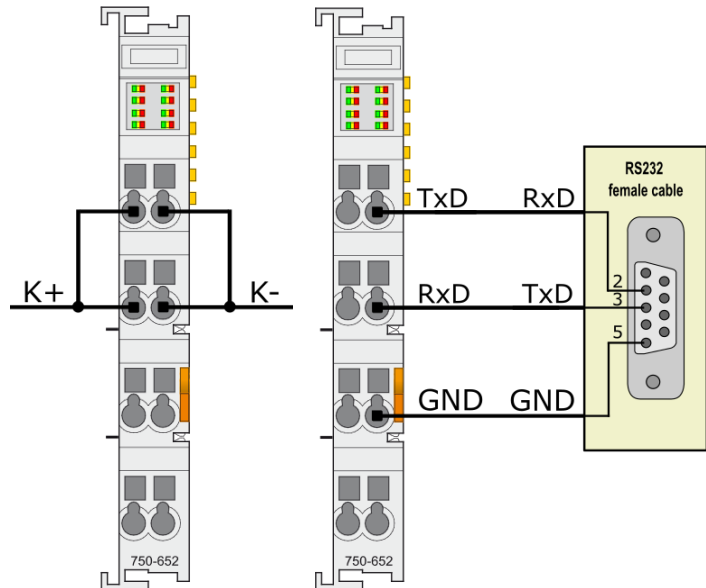 K+
K-
750-652
TxD
RxD
RxD
TxD
GND
GND
750-652
RS232
female cable
2
3
5